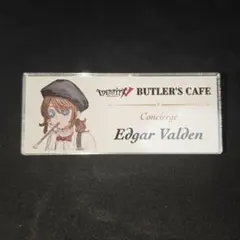 IDENTITY V BUTLER'S CAFE
Concierge
Edgar Valden